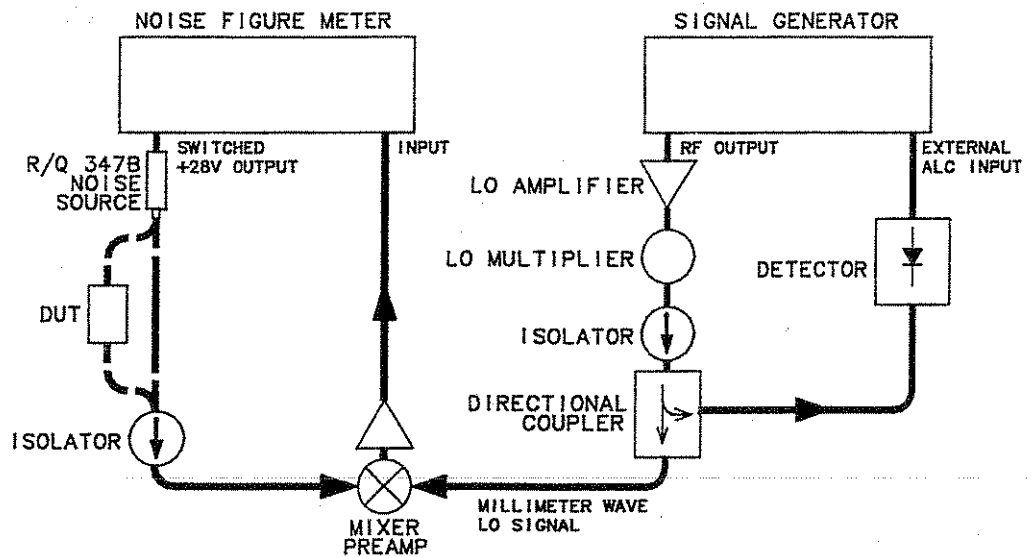 NOISE FIGURE METER
SIGNAL GENERATOR
SWITCHED
+28V OUTPUT
INPUT
RF OUTPUT
EXTERNAL
ALC INPUT
R/Q 347B
NOISE
SOURCE
LO AMPLIFIER
LO MULTIPLIER
DETECTOR
DUT
ISOLATOR
DIRECTIONAL
COUPLER
ISOLATOR
MILLIMETER WAVE
LO SIGNAL
MIXER
PREAMP